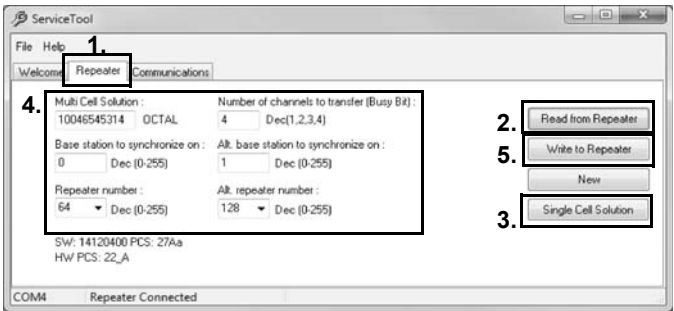 ServiceTool
File Help
1.
Welcome Repeater Communications
4.
Multi Cell Solution :
10046545314 OCTAL
Number of channels to transfer (Busy Bit) :
4 Dec(1,2,3,4)
Base station to synchronize on :
0 Dec (0-255)
Alt. base station to synchronize on :
1 Dec (0-255)
Repeater number :
64 Dec (0-255)
Alt. repeater number :
128 Dec (0-255)
SW: 14120400 PCS: 27Aa
HW PCS: 22_A
2. Read from Repeater
5. Write to Repeater
New
3. Single Cell Solution
COM4 Repeater Connected